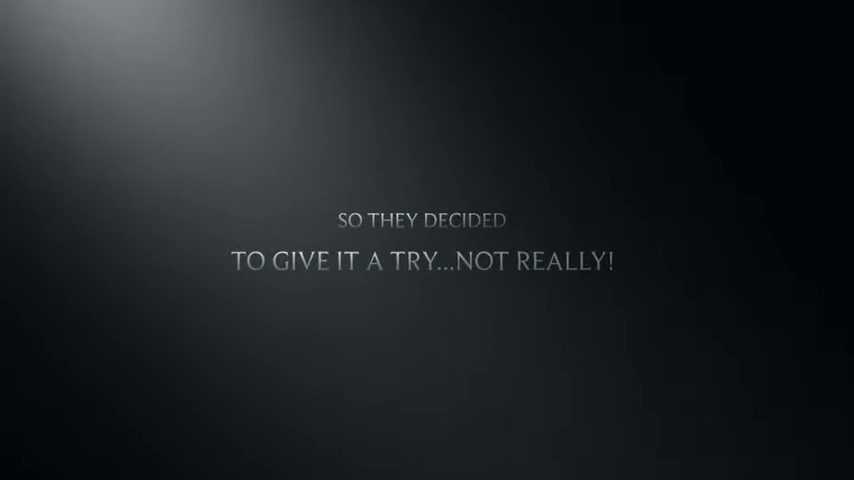 SO THEY DECIDED
TO GIVE IT A TRY...NOT REALLY!